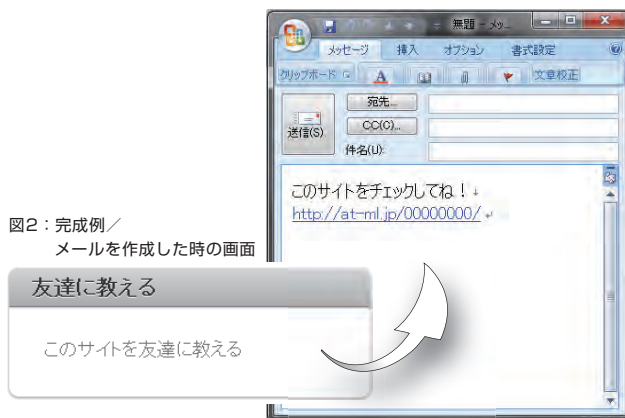 無題 - メッ...
メッセージ 挿入 オプション 書式設定
クリップボード 文章校正
送信(S)
宛先...
CC(C)...
件名(U):
このサイトをチェックしてね！
http://at-ml.jp/00000000/
図2：完成例／
メールを作成した時の画面
友達に教える
このサイトを友達に教える